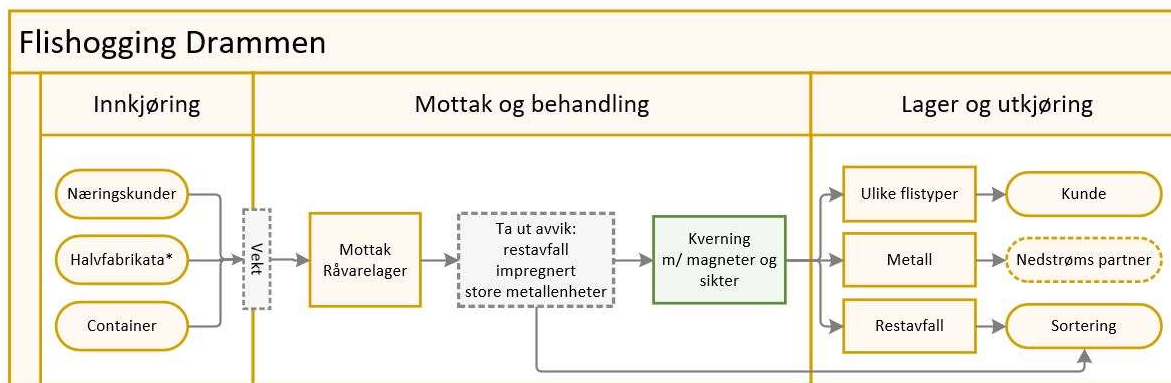 Flishogging Drammen
Innkjøring
Mottak og behandling
Lager og utkjøring
Næringskunder
Halvfabrikata*
Container
Vekt
Mottak
Råvarelager
Ta ut avvik:
restavfall
impregnert
store metallenheter
Kverning
m/ magneter og
sikter
Ulike flistyper
Kunde
Metall
Nedstrøms partner
Restavfall
Sortering